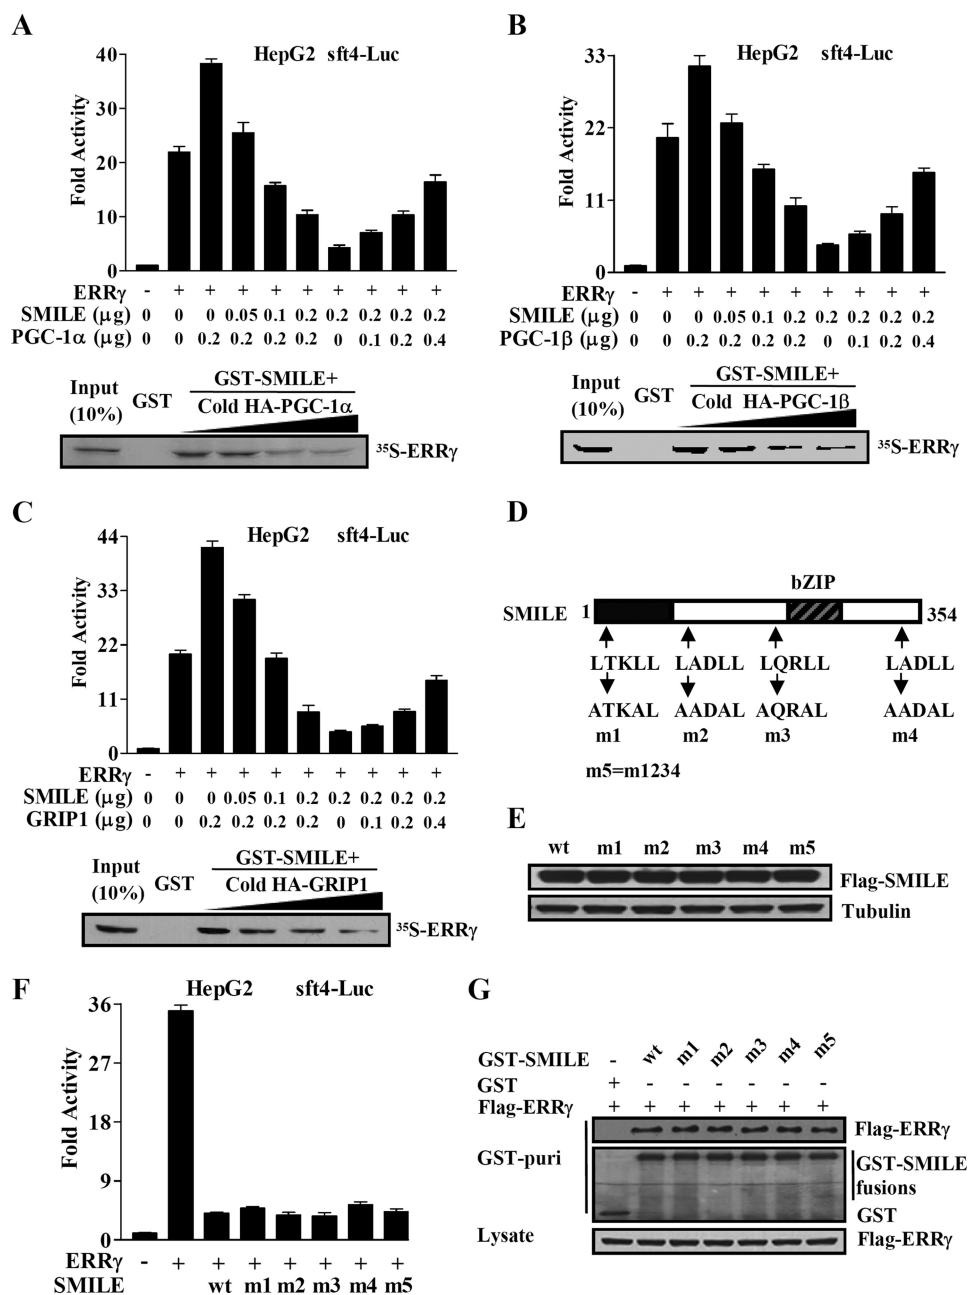 A
HepG2 sft4-Luc
Fold Activity
40
30
20
10
0
ERRγ - + + + + + + + + +
SMILE (μg) 0 0 0 0.05 0.1 0.2 0.2 0.2 0.2 0.2
PGC-1α (μg) 0 0 0.2 0.2 0.2 0.2 0 0.1 0.2 0.4
Input (10%)
GST
GST-SMILE+
Cold HA-PGC-1α
³⁵S-ERRγ
B
HepG2 sft4-Luc
Fold Activity
33
22
11
0
ERRγ - + + + + + + + + +
SMILE (μg) 0 0 0 0.05 0.1 0.2 0.2 0.2 0.2 0.2
PGC-1β (μg) 0 0 0.2 0.2 0.2 0.2 0 0.1 0.2 0.4
Input (10%)
GST
GST-SMILE+
Cold HA-PGC-1β
³⁵S-ERRγ
C
HepG2 sft4-Luc
Fold Activity
44
33
22
11
0
ERRγ - + + + + + + + + +
SMILE (μg) 0 0 0 0.05 0.1 0.2 0.2 0.2 0.2 0.2
GRIP1 (μg) 0 0 0.2 0.2 0.2 0.2 0 0.1 0.2 0.4
Input (10%)
GST
GST-SMILE+
Cold HA-GRIP1
³⁵S-ERRγ
D
bZIP
SMILE 1 354
LTKLL LADLL LQRLL LADLL
ATKAL AADAL AQRAL AADAL
m1 m2 m3 m4
m5=m1234
E
wt m1 m2 m3 m4 m5
Flag-SMILE
Tubulin
F
HepG2 sft4-Luc
Fold Activity
36
27
18
9
0
ERRγ - + + + + + + +
SMILE wt m1 m2 m3 m4 m5
G
GST-SMILE - wt m1 m2 m3 m4 m5
GST + - - - - - -
Flag-ERRγ + + + + + + +
GST-puri
Flag-ERRγ
GST-SMILE fusions
GST
Lysate
Flag-ERRγ